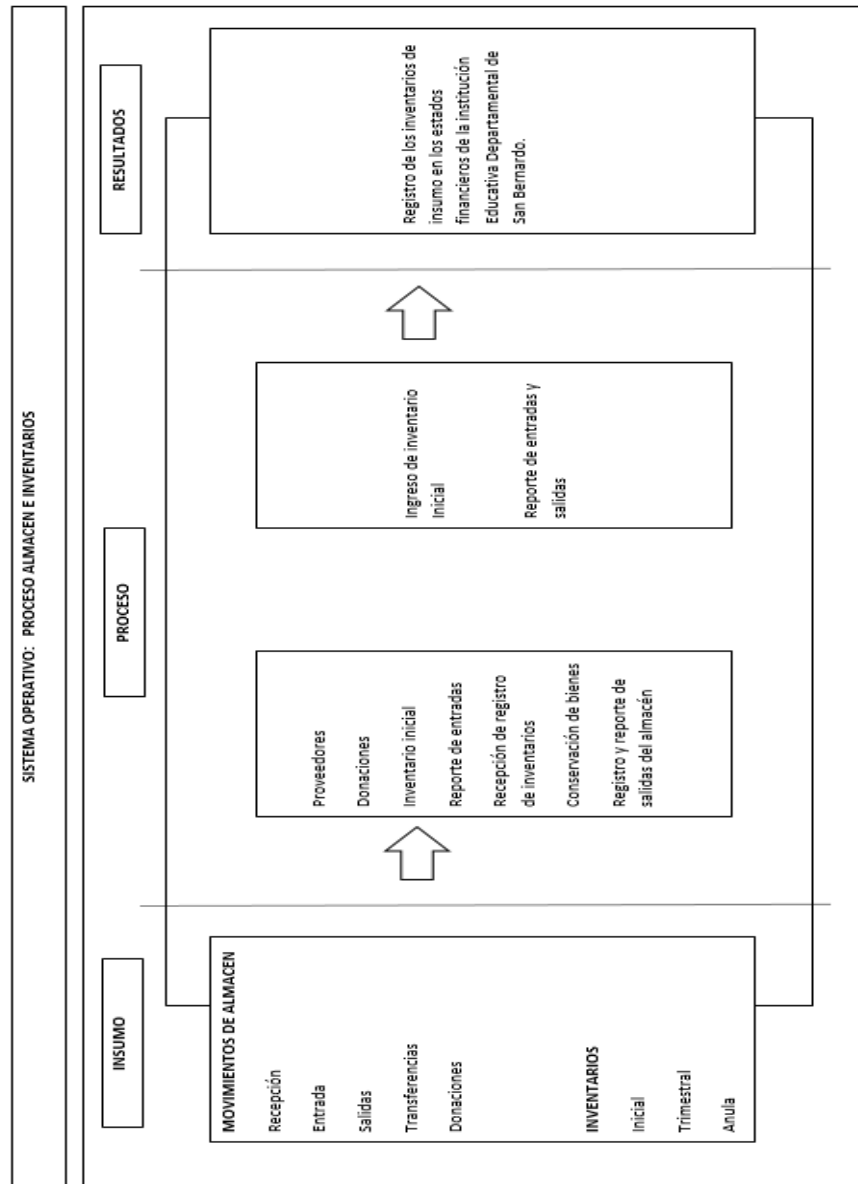 SISTEMA OPERATIVO: PROCESO ALMACEN E INVENTARIOS
INSUMO
MOVIMIENTOS DE ALMACEN
Recepción
Entrada
Salidas
Transferencias
Donaciones
INVENTARIOS
Inicial
Trimestral
Anula
PROCESO
Proveedores
Donaciones
Inventario inicial
Reporte de entradas
Recepción de registro
de inventarios
Conservación de bienes
Registro y reporte de
salidas del almacén
Ingreso de inventario
Inicial
Reporte de entradas y
salidas
RESULTADOS
Registro de los inventarios de
insumo en los estados
financieros de la institución
Educativa Departamental de
San Bernardo.